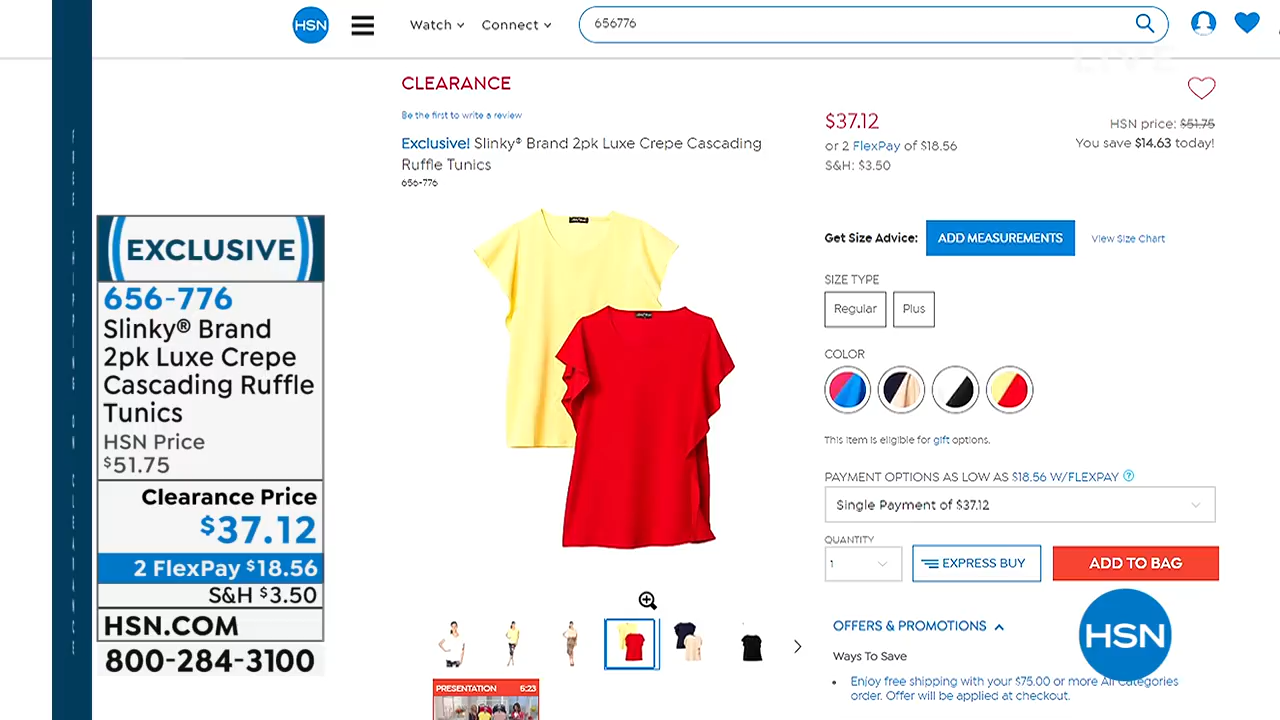 HSN
Watch
Connect
656776
LIVE
CLEARANCE
Be the first to write a review
Exclusive! Slinky® Brand 2pk Luxe Crepe Cascading
Ruffle Tunics
656-776
$37.12
or 2 FlexPay of $18.56
S&H: $3.50
HSN price: $51.75
You save $14.63 today!
Get Size Advice:
ADD MEASUREMENTS
View Size Chart
SIZE TYPE
Regular
Plus
COLOR
This item is eligible for gift options.
PAYMENT OPTIONS AS LOW AS $18.56 W/FLEXPAY ?
Single Payment of $37.12
QUANTITY
1
EXPRESS BUY
ADD TO BAG
OFFERS & PROMOTIONS
Ways To Save
• Enjoy free shipping with your $75.00 or more All Categories
order. Offer will be applied at checkout.
HSN
PRESENTATION 5:23
EXCLUSIVE
656-776
Slinky® Brand
2pk Luxe Crepe
Cascading Ruffle
Tunics
HSN Price
$51.75
Clearance Price
$37.12
2 FlexPay $18.56
S&H $3.50
HSN.COM
800-284-3100